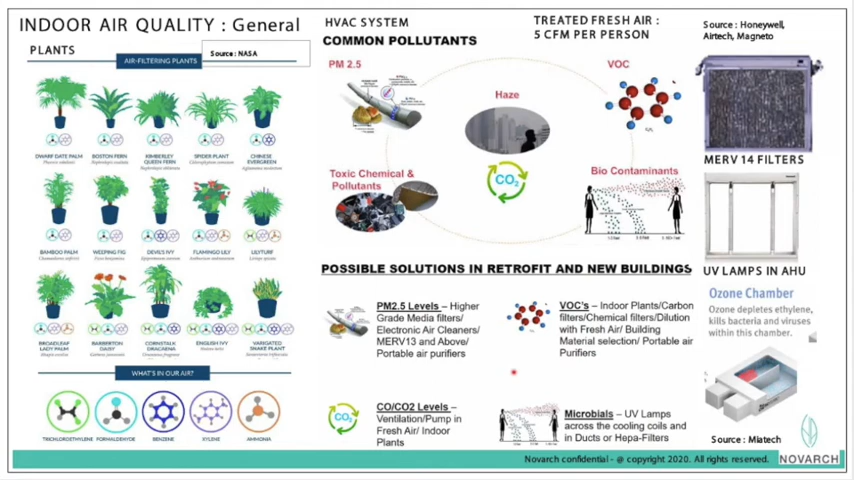 INDOOR AIR QUALITY : General
PLANTS
Source : NASA
AIR-FILTERING PLANTS
DWARF DATE PALM
BOSTON FERN
KIMBERLEY
QUEEN FERN
SPIDER PLANT
CHINESE
EVERGREEN
BAMBOO PALM
WEEPING FIG
DEVIL'S IVY
FLAMINGO LILY
LILYTURF
BROADLEAF
LADY PALM
BARBERTON
DAISY
CORNSTALK
DRACAENA
ENGLISH IVY
VARIGATED
SNAKE PLANT
WHAT'S IN OUR AIR?
TRICHLOROETHYLENE
FORMALDEHYDE
BENZENE
XYLENE
AMMONIA
HVAC SYSTEM
COMMON POLLUTANTS
TREATED FRESH AIR :
5 CFM PER PERSON
PM 2.5
VOC
Haze
Toxic Chemical &
Pollutants
CO2
Bio Contaminants
POSSIBLE SOLUTIONS IN RETROFIT AND NEW BUILDINGS
PM2.5 Levels – Higher
Grade Media filters/
Electronic Air Cleaners/
MERV13 and Above/
Portable air purifiers
VOC's – Indoor Plants/Carbon
filters/Chemical filters/Dilution
with Fresh Air/ Building
Material selection/ Portable air
Purifiers
CO2
CO/CO2 Levels –
Ventilation/Pump in
Fresh Air/ Indoor
Plants
Microbials – UV Lamps
across the cooling coils and
in Ducts or Hepa-Filters
Source : Honeywell,
Airtech, Magneto
MERV 14 FILTERS
UV LAMPS IN AHU
Ozone Chamber
Ozone depletes ethylene,
kills bacteria and viruses
within this chamber.
Source : Miatech
Novarch confidential - @ copyright 2020. All rights reserved.
NOVARCH